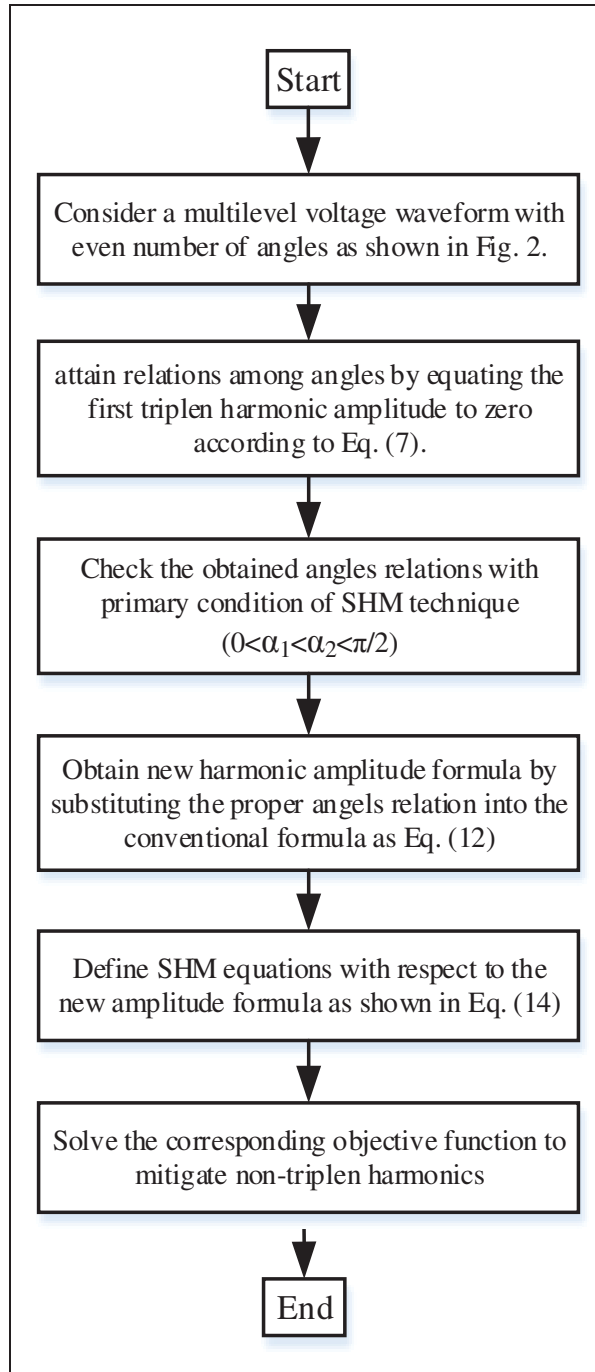 Start
Consider a multilevel voltage waveform with
even number of angles as shown in Fig. 2.
attain relations among angles by equating the
first triplen harmonic amplitude to zero
according to Eq. (7).
Check the obtained angles relations with
primary condition of SHM technique
(0<α₁<α₂<π/2)
Obtain new harmonic amplitude formula by
substituting the proper angels relation into the
conventional formula as Eq. (12)
Define SHM equations with respect to the
new amplitude formula as shown in Eq. (14)
Solve the corresponding objective function to
mitigate non-triplen harmonics
End